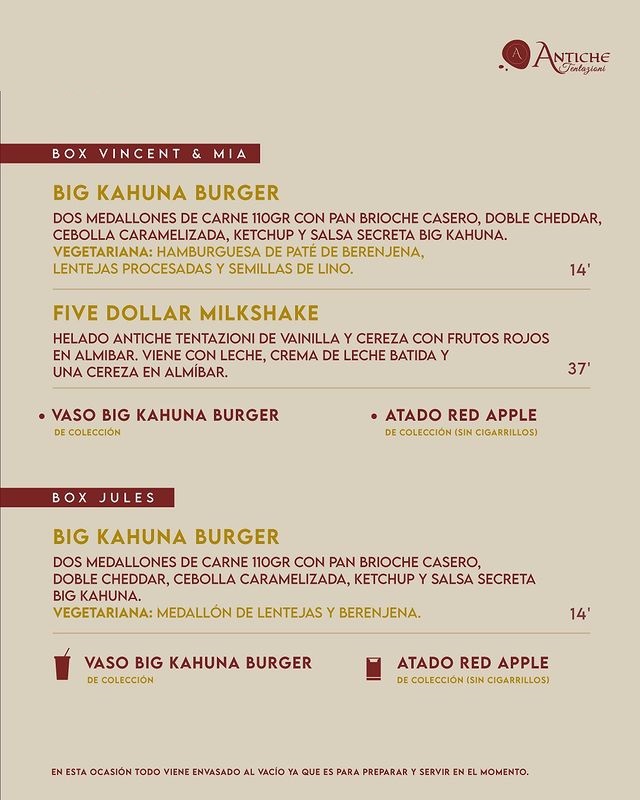 A
ANTICHE
Tentazioni
BOX VINCENT & MIA
BIG KAHUNA BURGER
DOS MEDALLONES DE CARNE 110GR CON PAN BRIOCHE CASERO, DOBLE CHEDDAR,
CEBOLLA CARAMELIZADA, KETCHUP Y SALSA SECRETA BIG KAHUNA.
VEGETARIANA: HAMBURGUESA DE PATÉ DE BERENJENA,
LENTEJAS PROCESADAS Y SEMILLAS DE LINO.
14'
FIVE DOLLAR MILKSHAKE
HELADO ANTICHE TENTAZIONI DE VAINILLA Y CEREZA CON FRUTOS ROJOS
EN ALMIBAR. VIENE CON LECHE, CREMA DE LECHE BATIDA Y
UNA CEREZA EN ALMÍBAR.
37'
• VASO BIG KAHUNA BURGER
DE COLECCIÓN
• ATADO RED APPLE
DE COLECCIÓN (SIN CIGARRILLOS)
BOX JULES
BIG KAHUNA BURGER
DOS MEDALLONES DE CARNE 110GR CON PAN BRIOCHE CASERO,
DOBLE CHEDDAR, CEBOLLA CARAMELIZADA, KETCHUP Y SALSA SECRETA
BIG KAHUNA.
VEGETARIANA: MEDALLÓN DE LENTEJAS Y BERENJENA.
14'
VASO BIG KAHUNA BURGER
DE COLECCIÓN
ATADO RED APPLE
DE COLECCIÓN (SIN CIGARRILLOS)
EN ESTA OCASIÓN TODO VIENE ENVASADO AL VACÍO YA QUE ES PARA PREPARAR Y SERVIR EN EL MOMENTO.